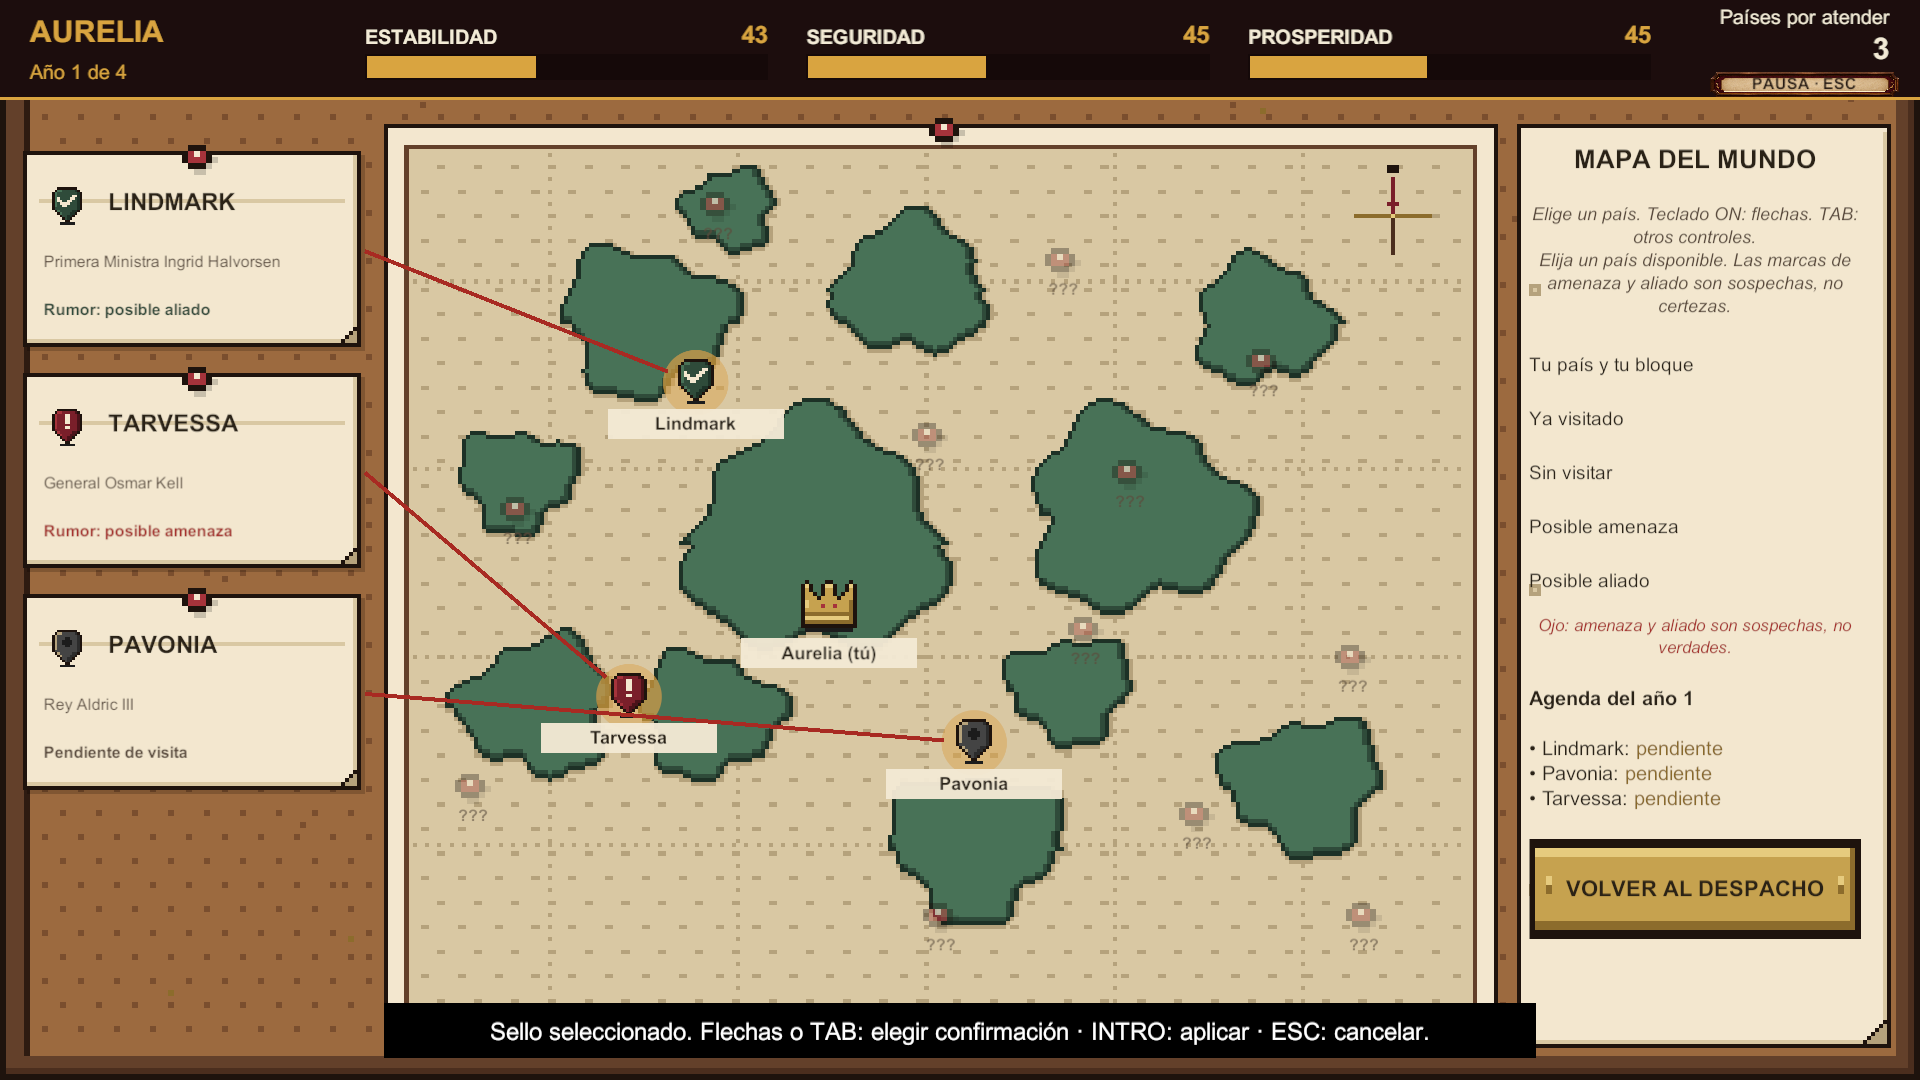 AURELIA
Año 1 de 4
ESTABILIDAD
43
SEGURIDAD
45
PROSPERIDAD
45
Países por atender
3
PAUSA · ESC
LINDMARK
Primera Ministra Ingrid Halvorsen
Rumor: posible aliado
TARVESSA
General Osmar Kell
Rumor: posible amenaza
PAVONIA
Rey Aldric III
Pendiente de visita
???
???
???
Lindmark
???
???
???
Aurelia (tú)
???
???
Tarvessa
Pavonia
???
???
???
???
MAPA DEL MUNDO
Elige un país. Teclado ON: flechas. TAB:
otros controles.
Elija un país disponible. Las marcas de
amenaza y aliado son sospechas, no
certezas.
Tu país y tu bloque
Ya visitado
Sin visitar
Posible amenaza
Posible aliado
Ojo: amenaza y aliado son sospechas, no
verdades.
Agenda del año 1
• Lindmark: pendiente
• Pavonia: pendiente
• Tarvessa: pendiente
VOLVER AL DESPACHO
Sello seleccionado. Flechas o TAB: elegir confirmación · INTRO: aplicar · ESC: cancelar.